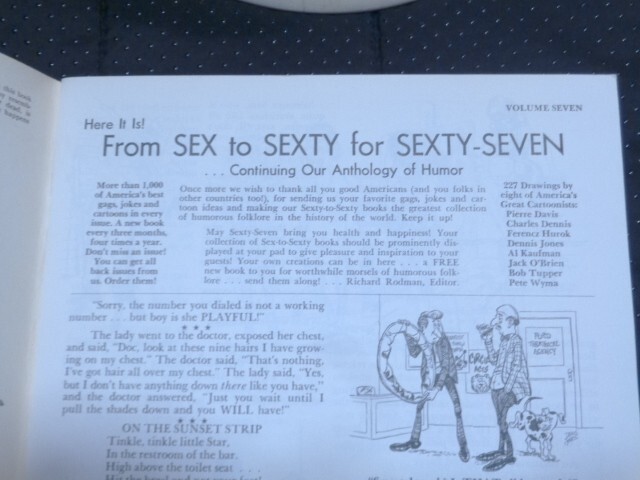 this book
dead, is
happens
VOLUME SEVEN
Here It Is!
From SEX to SEXTY for SEXTY-SEVEN
. . . Continuing Our Anthology of Humor
More than 1,000
of America's best
gags, jokes and
cartoons in every
issue. A new book
every three months,
four times a year.
Don't miss an issue!
You can get all
back issues from
us. Order them!
Once more we wish to thank all you good Americans (and you folks in
other countries too!), for sending us your favorite gags, jokes and car-
toon ideas and making our Sexty-to-Sexty books the greatest collection
of humorous folklore in the history of the world. Keep it up!
May Sexty-Seven bring you health and happiness! Your
collection of Sex-to-Sexty books should be prominently dis-
played at your pad to give pleasure and inspiration to your
guests! Your own creations can be in here . . . a FREE
new book to you for worthwhile morsels of humorous folk-
lore . . . send them along! . . . Richard Rodman, Editor.
227 Drawings by
eight of America's
Great Cartoonists:
Pierre Davis
Charles Dennis
Ferencz Hurok
Dennis Jones
Al Kaufman
Jack O'Brien
Bob Tupper
Pete Wyma
"Sorry, the number you dialed is not a working
number . . . but boy is she PLAYFUL!"
* * *
The lady went to the doctor, exposed her chest,
and said, "Doc, look at these nine hairs I have grow-
ing on my chest." The doctor said, "That's nothing,
I've got hair all over my chest." The lady said, "Yes,
but I don't have anything down there like you have,"
and the doctor answered, "Just you wait until I
pull the shades down and you WILL have!"
* * *
ON THE SUNSET STRIP
Tinkle, tinkle little Star,
In the restroom of the bar.
High above the toilet seat . . .
AGENCY